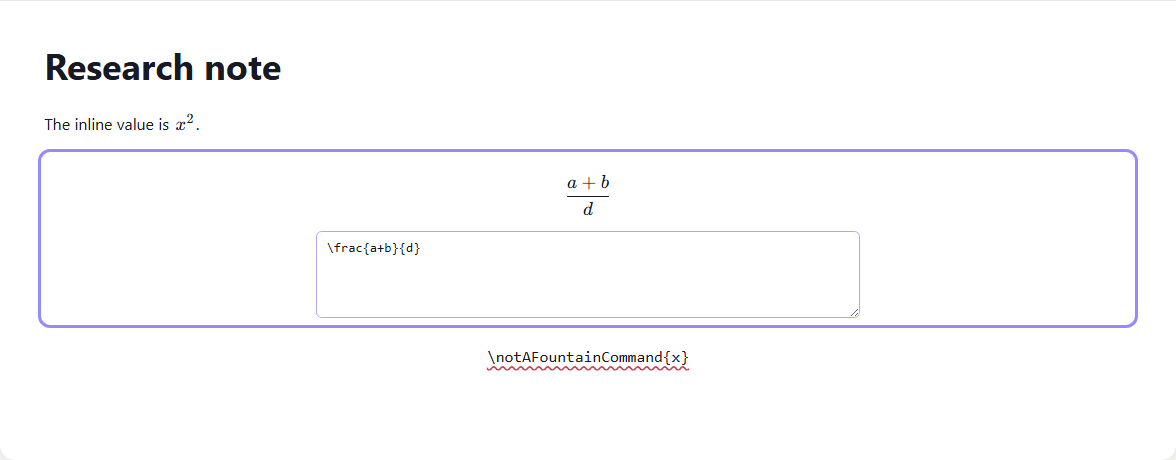 Research note
The inline value is x².
a + b
d
\frac{a+b}{d}
\notAFountainCommand{x}